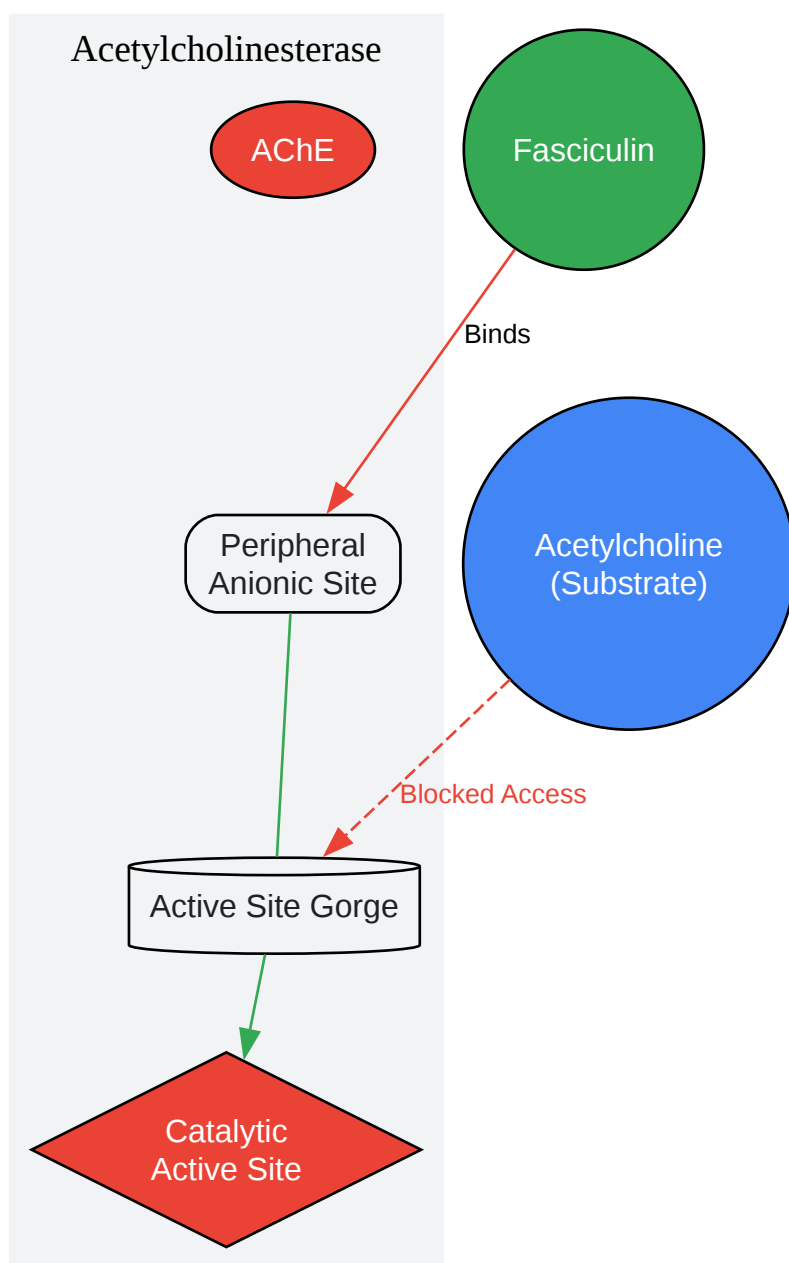 Acetylcholinesterase
AChE
Fasciculin
Binds
Peripheral
Anionic Site
Acetylcholine
(Substrate)
Blocked Access
Active Site Gorge
Catalytic
Active Site